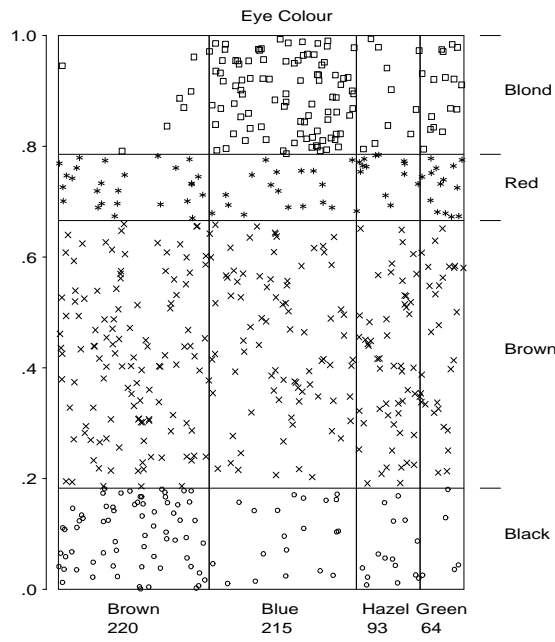 Eye Colour
1.0
Blond
.8
Red
.6
Brown
.4
.2
Black
.0
Brown Blue Hazel Green
220 215 93 64